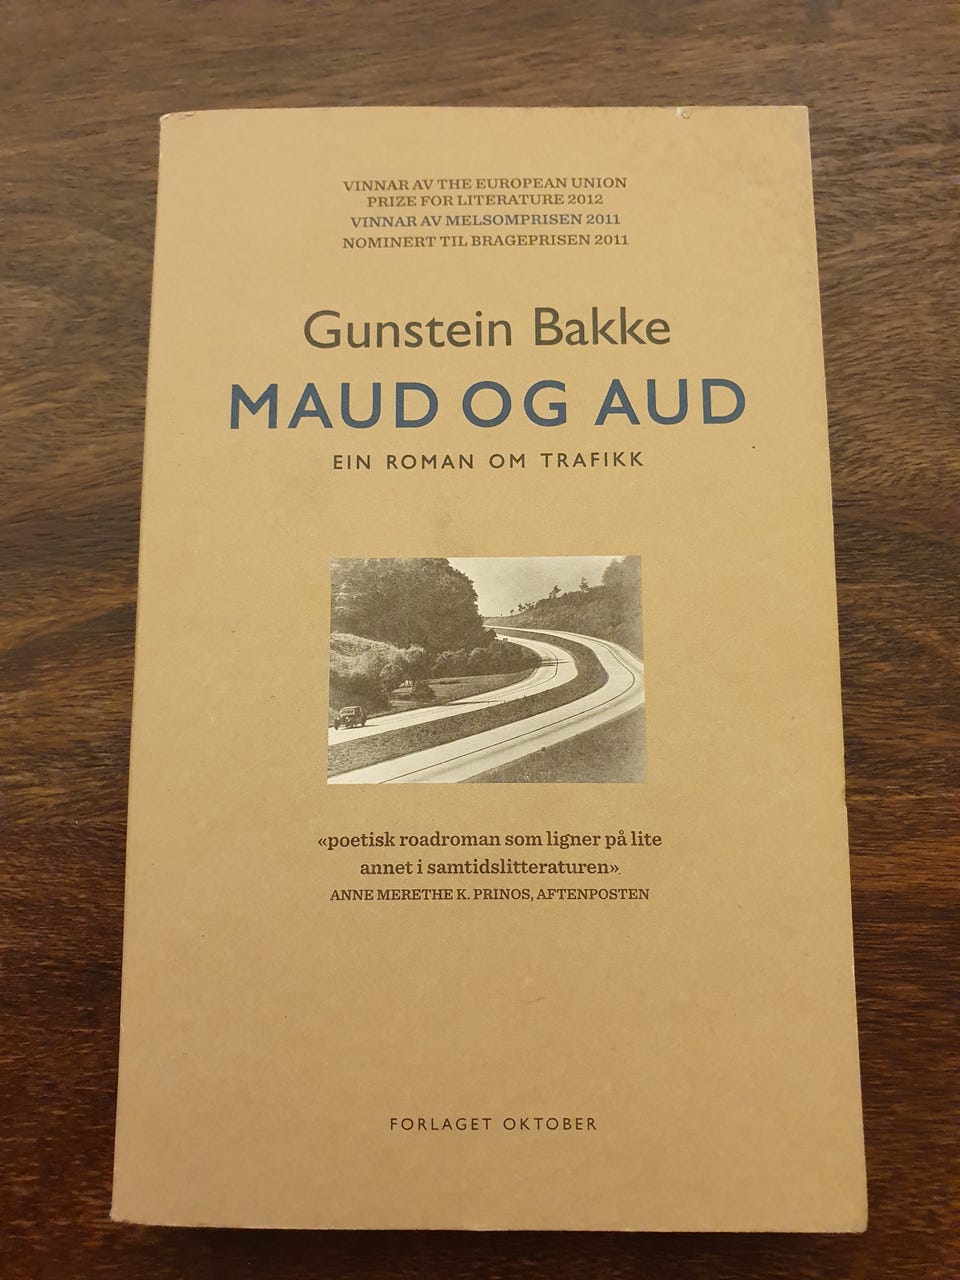 VINNAR AV THE EUROPEAN UNION
PRIZE FOR LITERATURE 2012
VINNAR AV MELSOMPRISEN 2011
NOMINERT TIL BRAGEPRISEN 2011
Gunstein Bakke
MAUD OG AUD
EIN ROMAN OM TRAFIKK
«poetisk roadroman som ligner på lite
annet i samtidslitteraturen».
ANNE MERETHE K. PRINOS, AFTENPOSTEN
FORLAGET OKTOBER